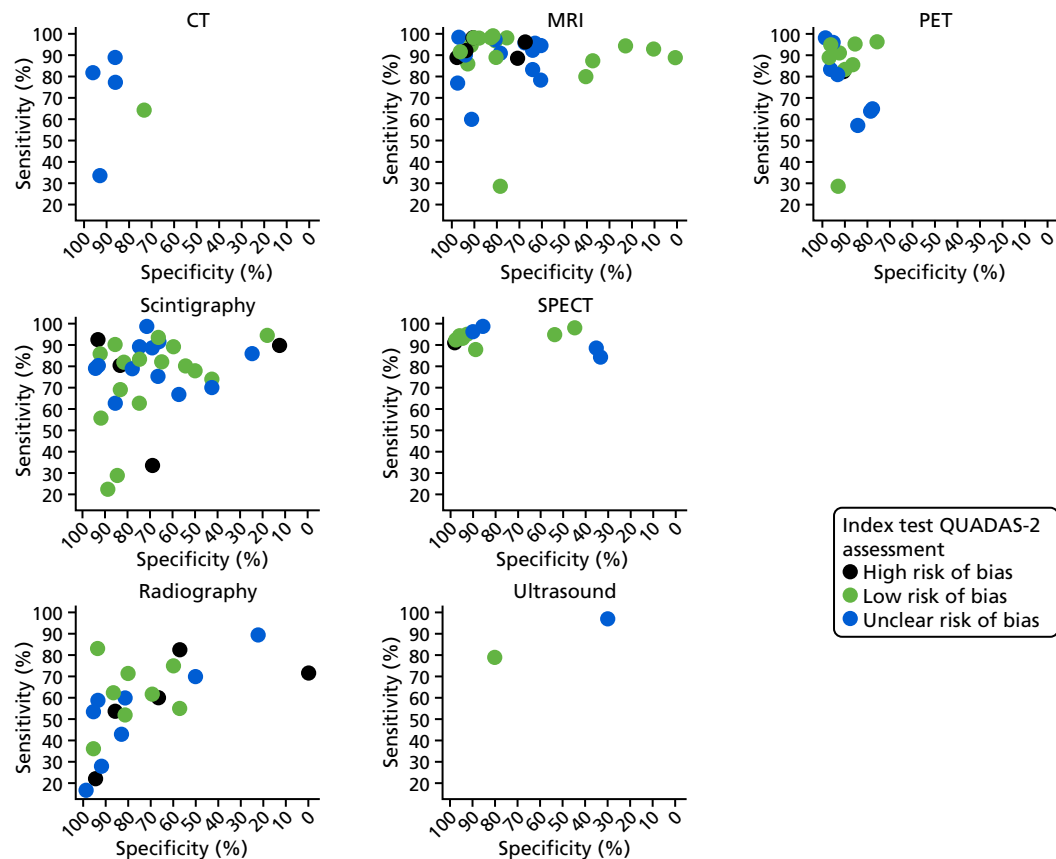 CT
Sensitivity (%)
100
90
80
70
60
50
40
30
20
100 90 80 70 60 50 40 30 20 10 0
Specificity (%)
MRI
Sensitivity (%)
100
90
80
70
60
50
40
30
20
100 90 80 70 60 50 40 30 20 10 0
Specificity (%)
PET
Sensitivity (%)
100
90
80
70
60
50
40
30
20
100 90 80 70 60 50 40 30 20 10 0
Specificity (%)
Scintigraphy
Sensitivity (%)
100
90
80
70
60
50
40
30
20
100 90 80 70 60 50 40 30 20 10 0
Specificity (%)
SPECT
Sensitivity (%)
100
90
80
70
60
50
40
30
20
100 90 80 70 60 50 40 30 20 10 0
Specificity (%)
Index test QUADAS-2
assessment
High risk of bias
Low risk of bias
Unclear risk of bias
Radiography
Sensitivity (%)
100
90
80
70
60
50
40
30
20
100 90 80 70 60 50 40 30 20 10 0
Specificity (%)
Ultrasound
Sensitivity (%)
100
90
80
70
60
50
40
30
20
100 90 80 70 60 50 40 30 20 10 0
Specificity (%)